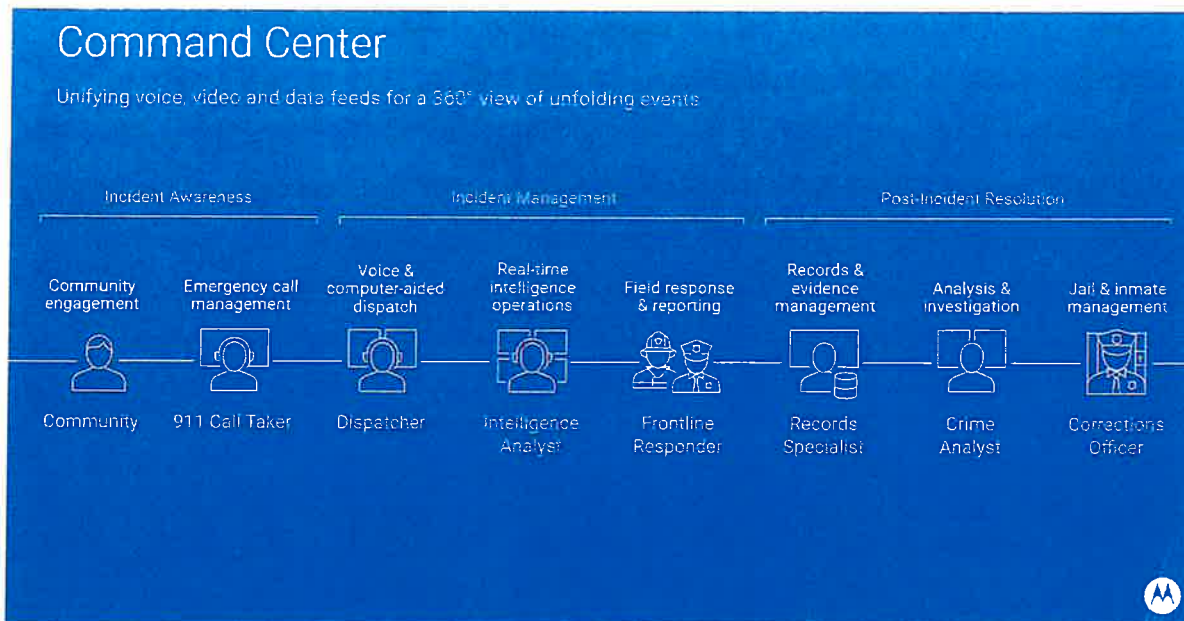 Command Center
Unifying voice, video and data feeds for a 360° view of unfolding events
Incident Awareness
Incident Management
Post-Incident Resolution
Community
engagement
Emergency call
management
Voice &
computer-aided
dispatch
Real-time
intelligence
operations
Field response
& reporting
Records &
evidence
management
Analysis &
investigation
Jail & inmate
management
Community
911 Call Taker
Dispatcher
Intelligence
Analyst
Frontline
Responder
Records
Specialist
Crime
Analyst
Corrections
Officer